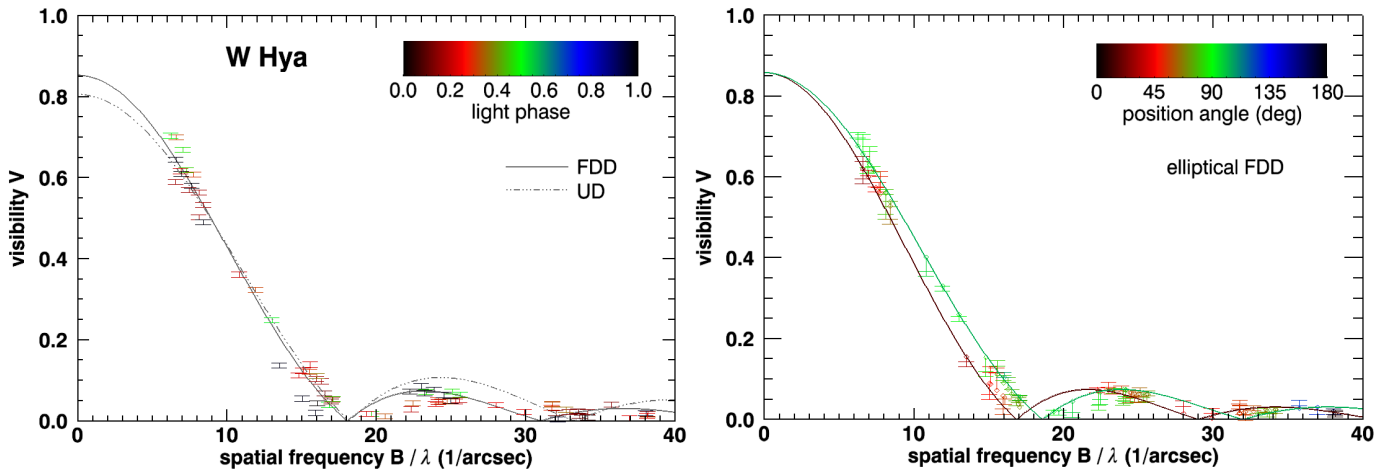 W Hya
0.0 0.2 0.4 0.6 0.8 1.0
light phase
FDD
UD
visibility V
1.0
0.8
0.6
0.4
0.2
0.0
0 10 20 30 40
spatial frequency B / λ (1/arcsec)
0 45 90 135 180
position angle (deg)
elliptical FDD
visibility V
1.0
0.8
0.6
0.4
0.2
0.0
0 10 20 30 40
spatial frequency B / λ (1/arcsec)